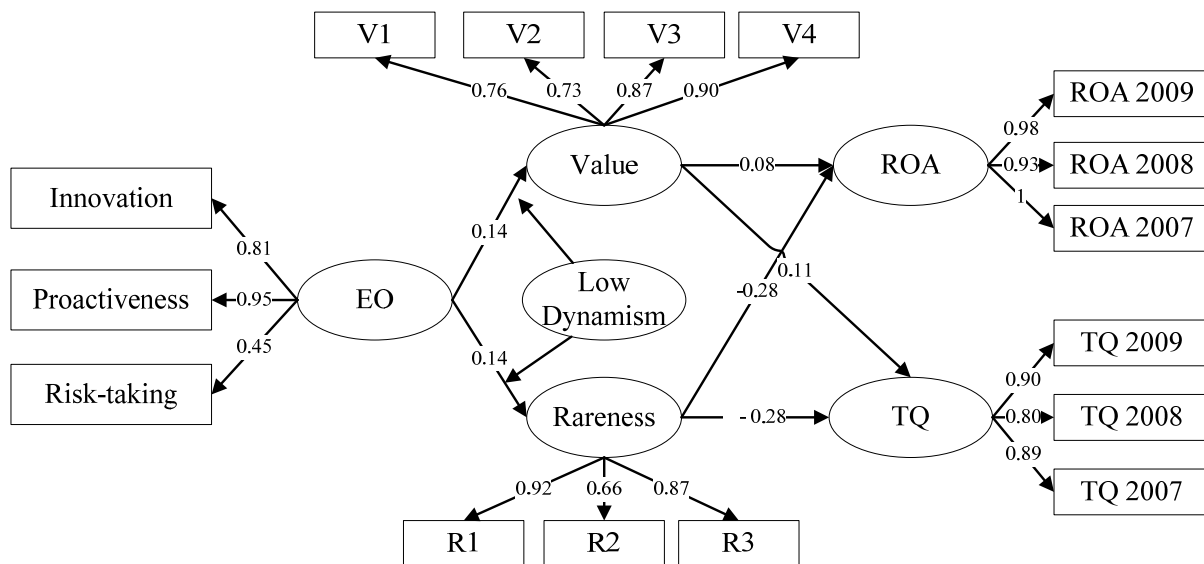 V1
V2
V3
V4
0.76
0.73
0.87
0.90
ROA 2009
ROA 2008
ROA 2007
0.98
0.93
1
Value
0.08
ROA
Innovation
Proactiveness
Risk-taking
0.81
0.95
0.45
EO
0.14
0.14
Low
Dynamism
0.11
-0.28
Rareness
- 0.28
TQ
TQ 2009
TQ 2008
TQ 2007
0.90
0.80
0.89
0.92
0.66
0.87
R1
R2
R3